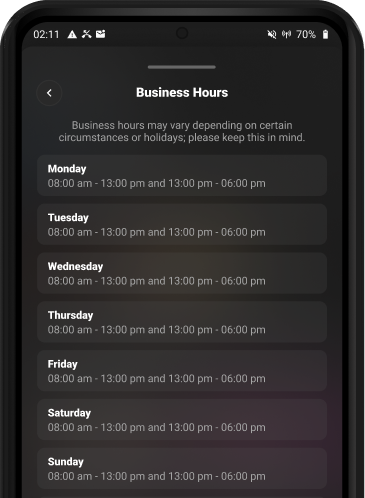 02:11 70%
Business Hours
Business hours may vary depending on certain
circumstances or holidays; please keep this in mind.
Monday
08:00 am - 13:00 pm and 13:00 pm - 06:00 pm
Tuesday
08:00 am - 13:00 pm and 13:00 pm - 06:00 pm
Wednesday
08:00 am - 13:00 pm and 13:00 pm - 06:00 pm
Thursday
08:00 am - 13:00 pm and 13:00 pm - 06:00 pm
Friday
08:00 am - 13:00 pm and 13:00 pm - 06:00 pm
Saturday
08:00 am - 13:00 pm and 13:00 pm - 06:00 pm
Sunday
08:00 am - 13:00 pm and 13:00 pm - 06:00 pm